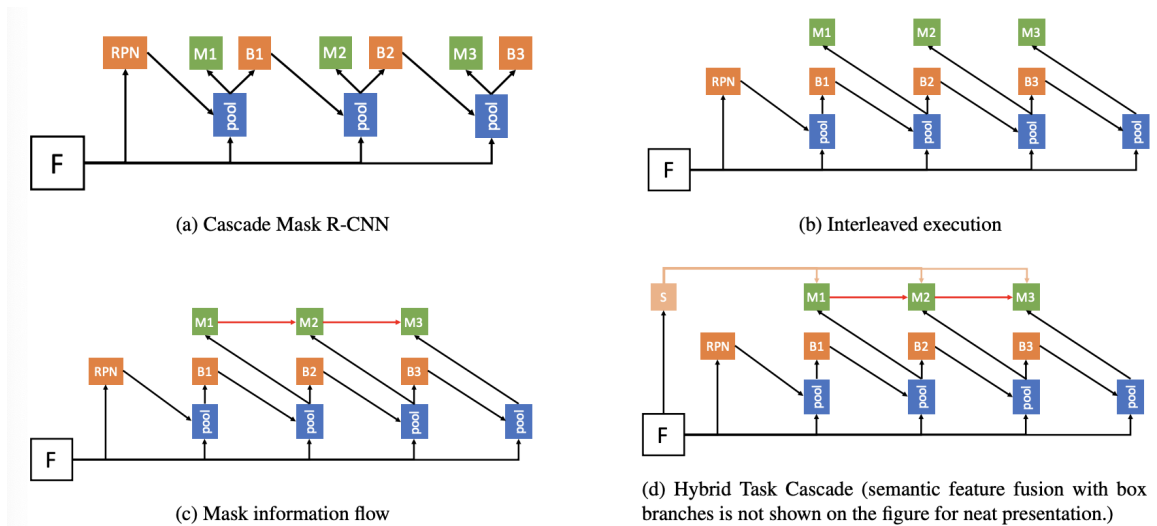 RPN M1 B1 M2 B2 M3 B3
pool pool pool
F
(a) Cascade Mask R-CNN
M1 M2 M3
RPN B1 B2 B3
pool pool pool pool
F
(b) Interleaved execution
M1 M2 M3
RPN B1 B2 B3
pool pool pool pool
F
(c) Mask information flow
S M1 M2 M3
RPN B1 B2 B3
pool pool pool pool
F
(d) Hybrid Task Cascade (semantic feature fusion with box
branches is not shown on the figure for neat presentation.)